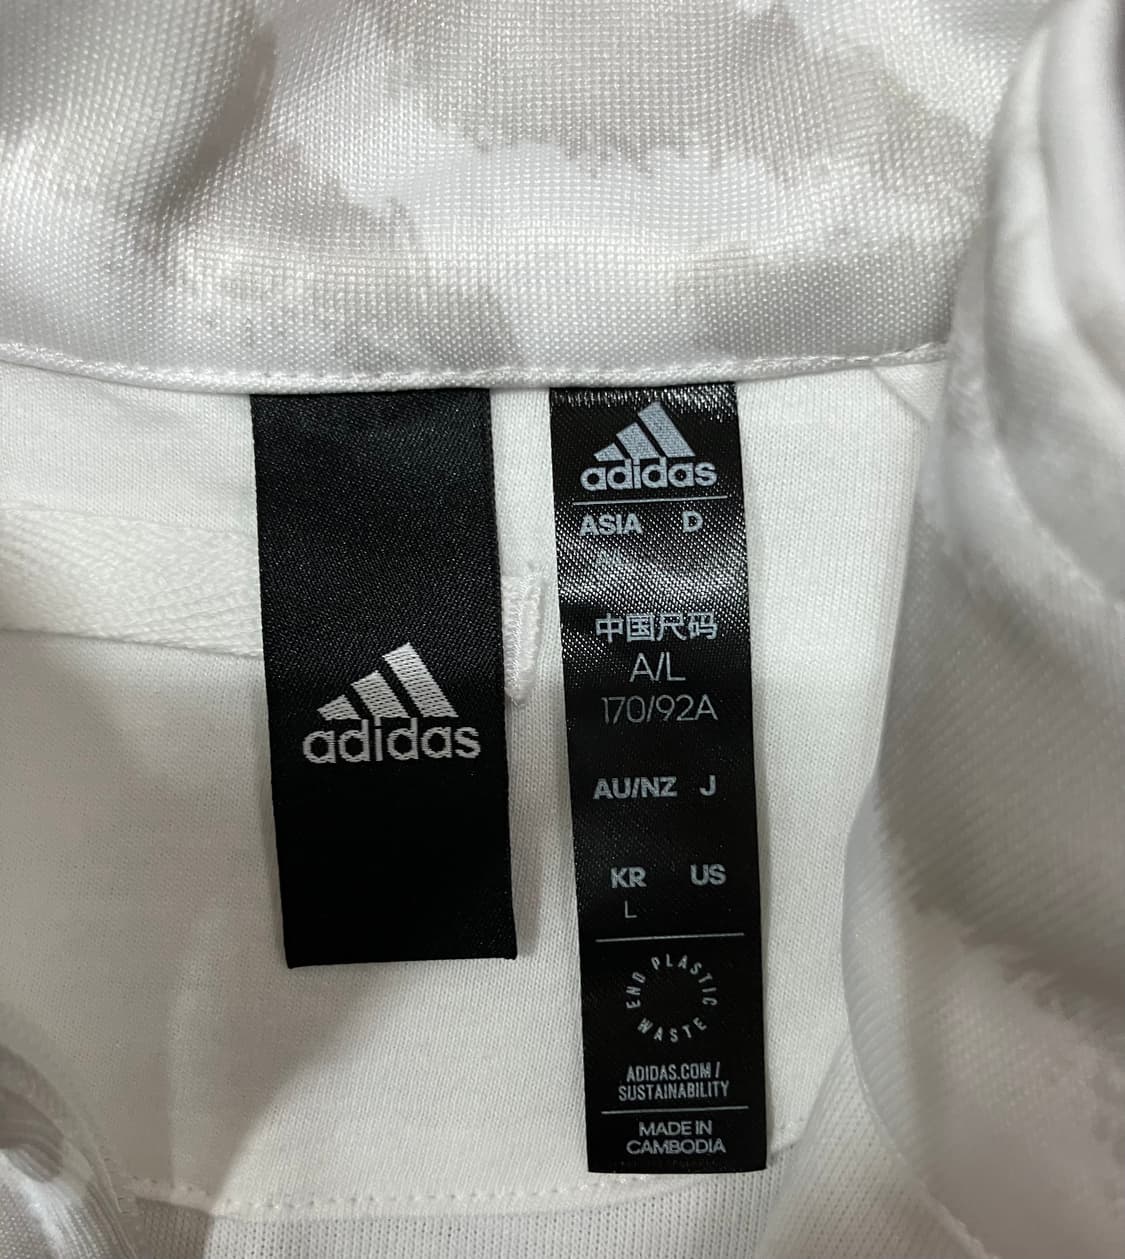 adidas
adidas
ASIA D
中国尺码
A/L
170/92A
AU/NZ J
KR US
L
END PLASTIC WASTE
ADIDAS.COM /
SUSTAINABILITY
MADE IN
CAMBODIA